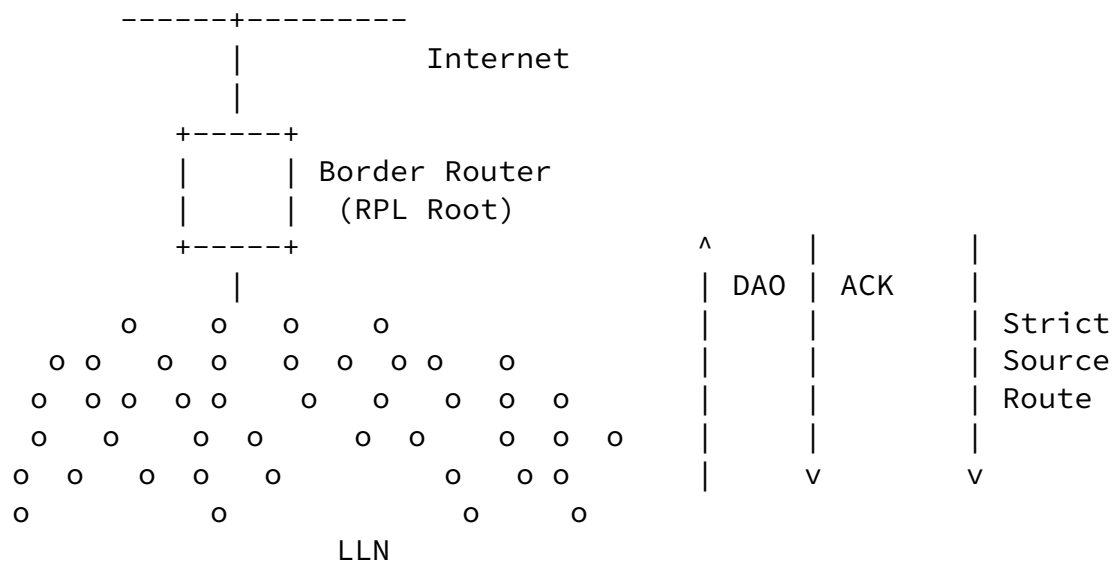 Internet
Border Router
(RPL Root)
DAO ACK
Strict
Source
Route
LLN